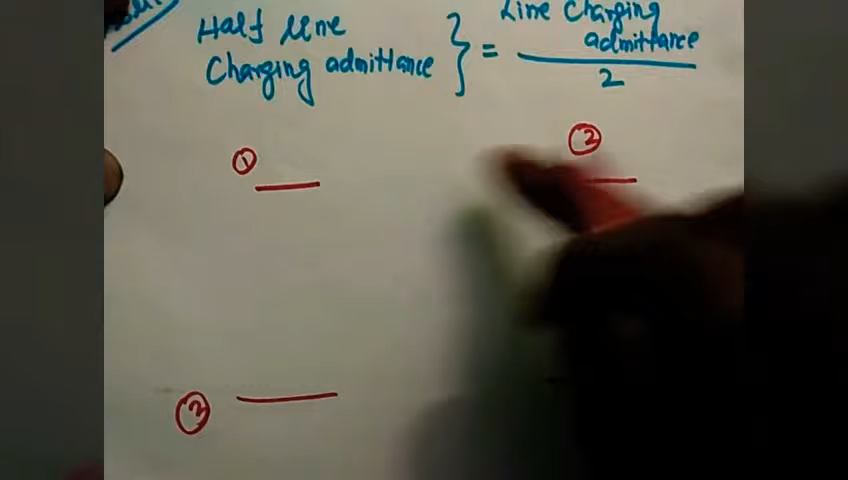 Half Line
Charging admittance } =
Line Charging
admittance
2
①
②
③